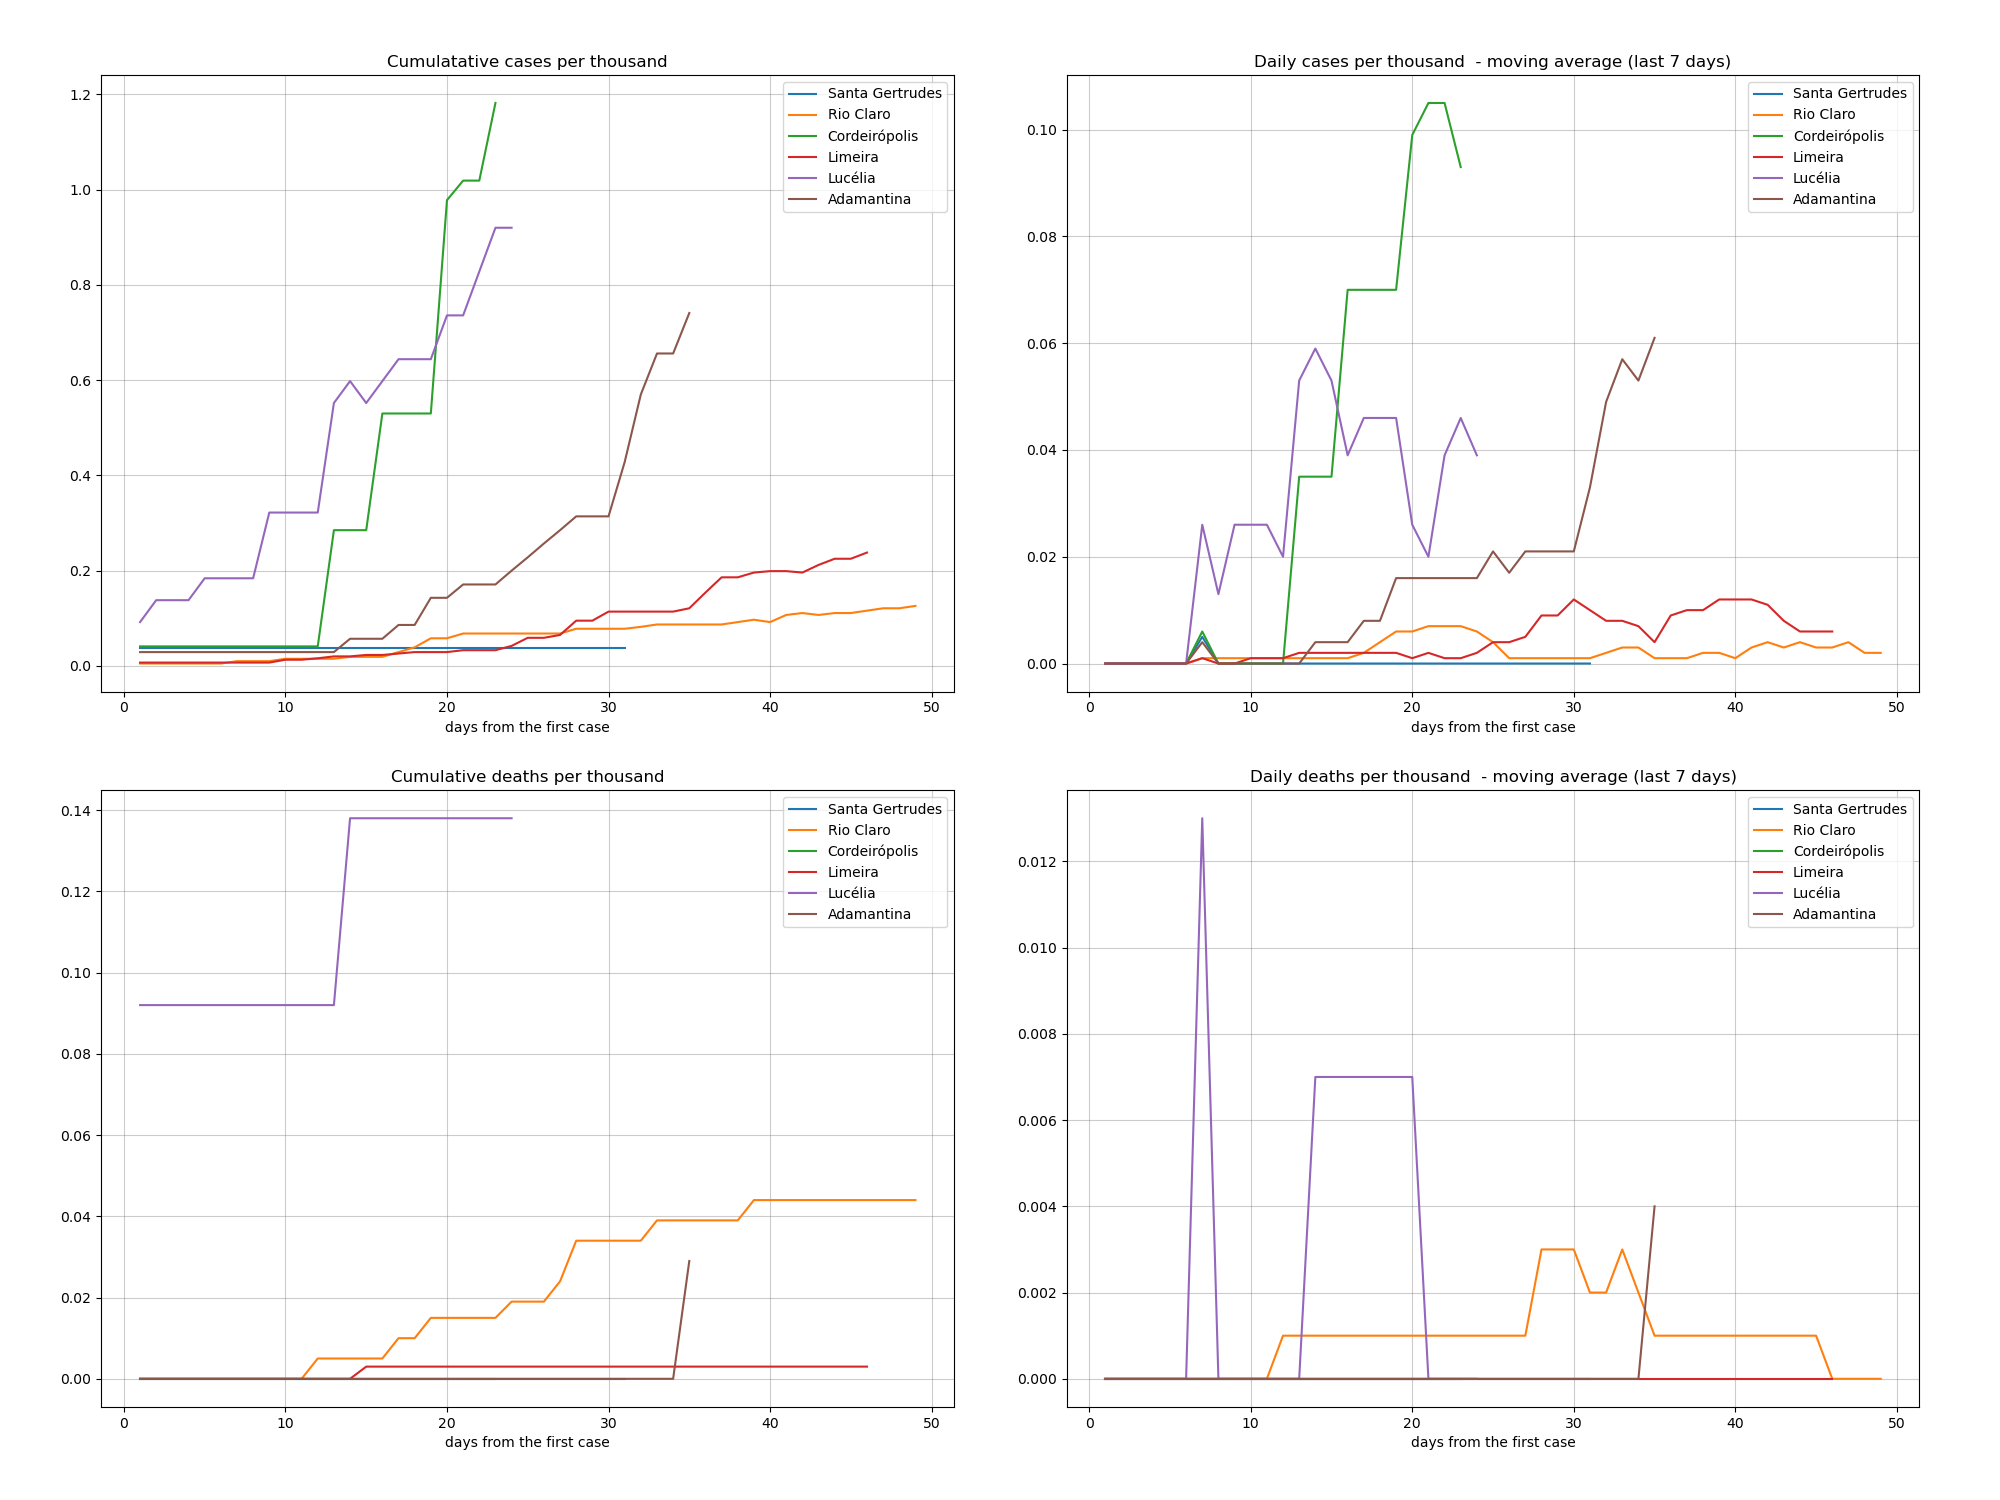 Cumulatative cases per thousand
1.2
1.0
0.8
0.6
0.4
0.2
0.0
0 10 20 30 40 50
days from the first case
Santa Gertrudes
Rio Claro
Cordeirópolis
Limeira
Lucélia
Adamantina
Daily cases per thousand - moving average (last 7 days)
0.10
0.08
0.06
0.04
0.02
0.00
0 10 20 30 40 50
days from the first case
Santa Gertrudes
Rio Claro
Cordeirópolis
Limeira
Lucélia
Adamantina
Cumulative deaths per thousand
0.14
0.12
0.10
0.08
0.06
0.04
0.02
0.00
0 10 20 30 40 50
days from the first case
Santa Gertrudes
Rio Claro
Cordeirópolis
Limeira
Lucélia
Adamantina
Daily deaths per thousand - moving average (last 7 days)
0.012
0.010
0.008
0.006
0.004
0.002
0.000
0 10 20 30 40 50
days from the first case
Santa Gertrudes
Rio Claro
Cordeirópolis
Limeira
Lucélia
Adamantina